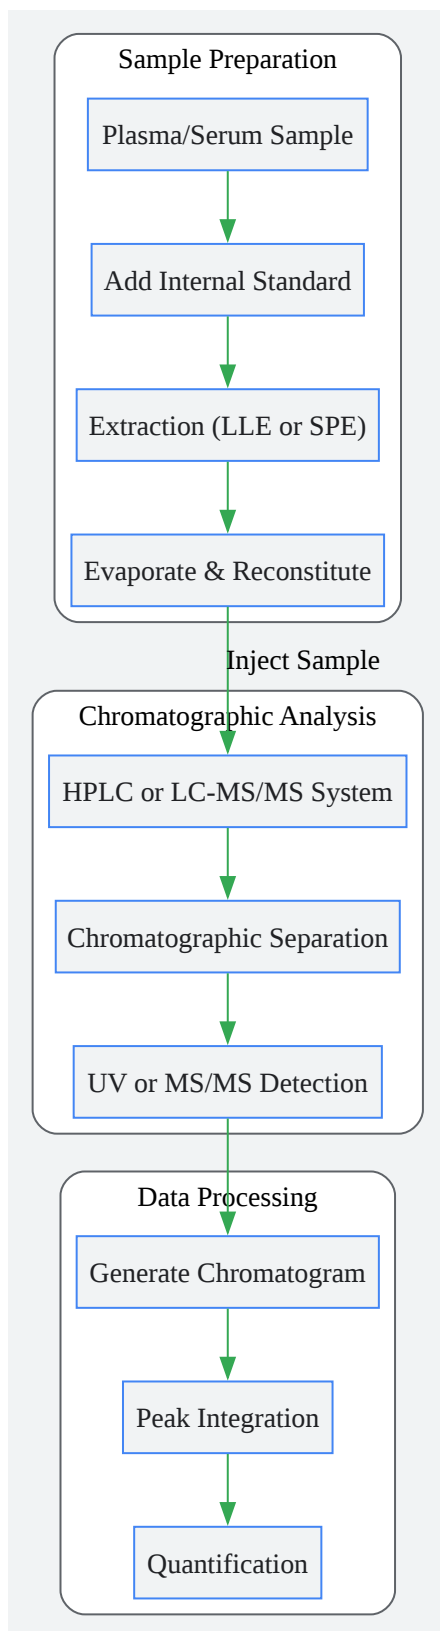 Sample Preparation
Plasma/Serum Sample
Add Internal Standard
Extraction (LLE or SPE)
Evaporate & Reconstitute
Inject Sample
Chromatographic Analysis
HPLC or LC-MS/MS System
Chromatographic Separation
UV or MS/MS Detection
Data Processing
Generate Chromatogram
Peak Integration
Quantification